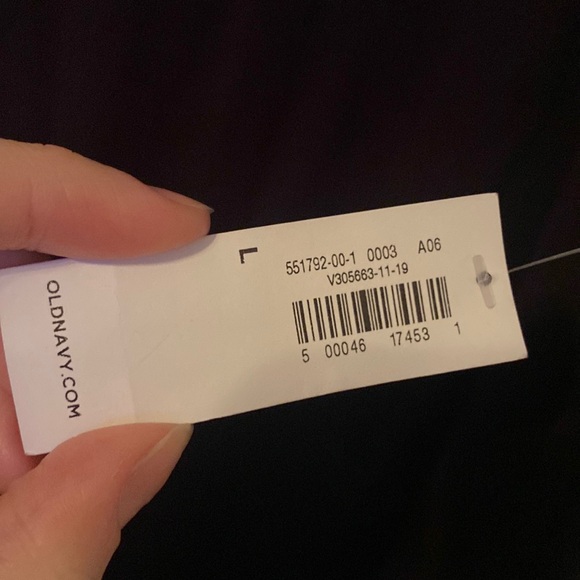 OLDNAVY.COM
L
551792-00-1 0003 A06
V305663-11-19
5 00046 17453 1